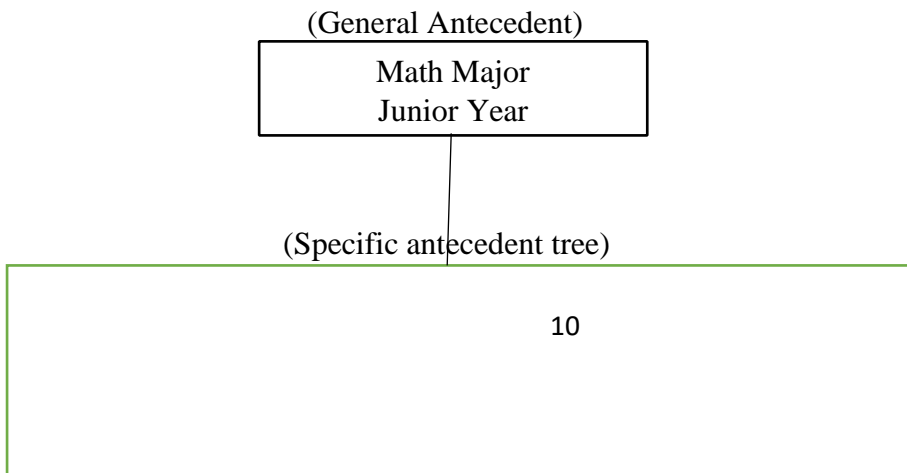 (General Antecedent)
Math Major
Junior Year
(Specific antecedent tree)
10